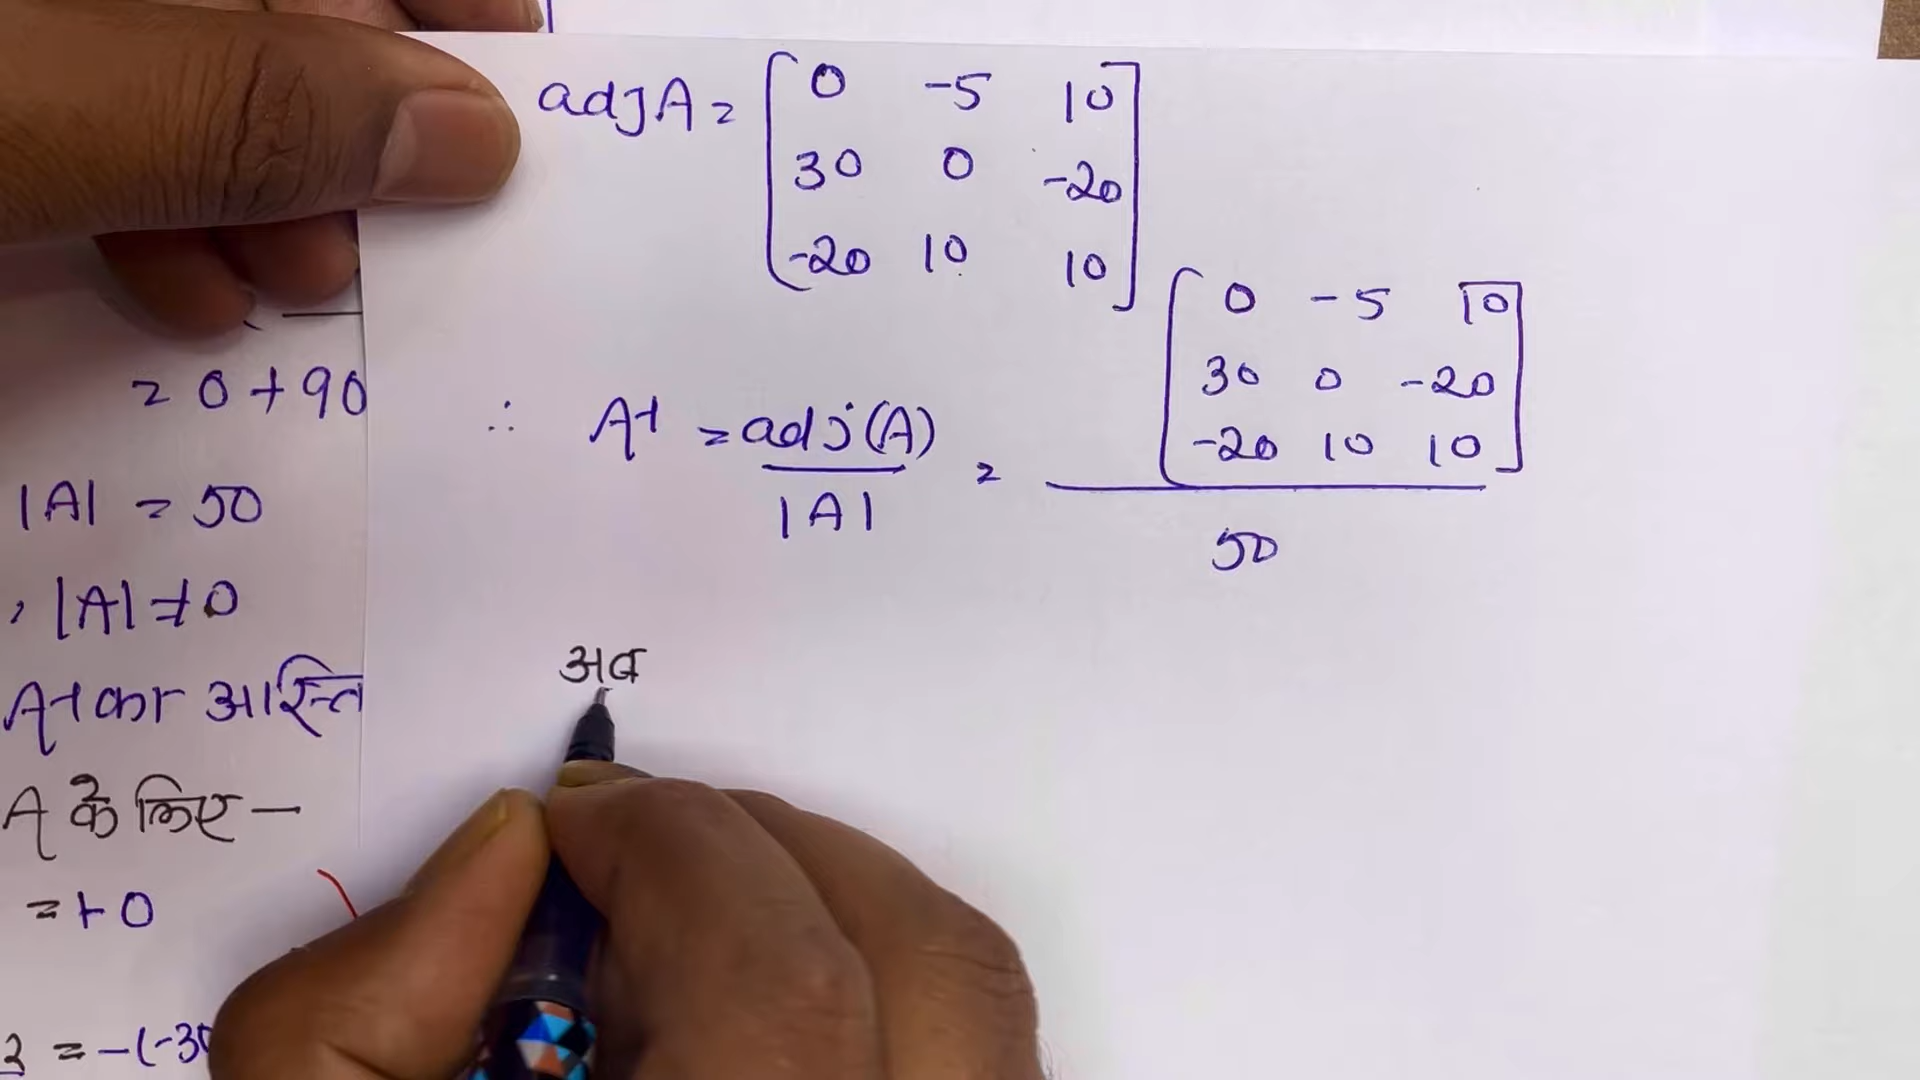 adjA = [0 -5 10
30 0 -20
-20 10 10]
∴ A⁻¹ = adj(A) / |A| = [0 -5 10
30 0 -20
-20 10 10] / 50
अब
= 0 + 90
|A| = 50
, |A| ≠ 0
A⁻¹ का अस्ति
A के लिए -
= + 0
3 = -(-30